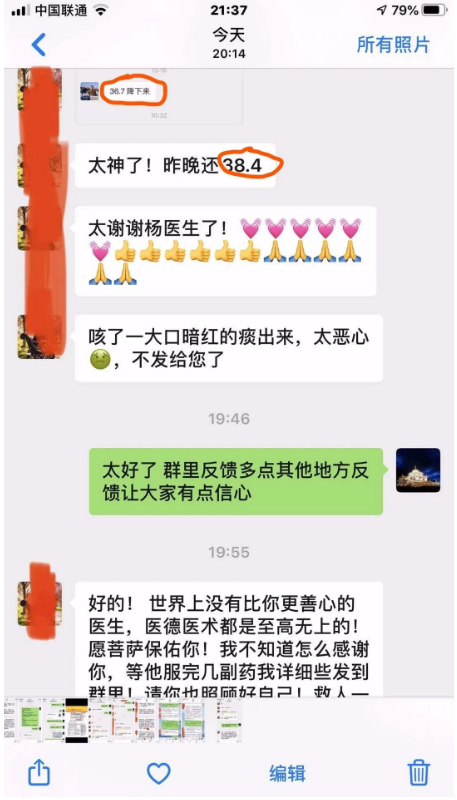 中国联通
21:37
79%
今天
20:14
所有照片
10:16
36.7 降下来
10:32
太神了！昨晚还38.4
太谢谢杨医生了！💓💓💓💓💓
💓👍👍👍👍👍👍🙏🙏🙏🙏
🙏🙏
咳了一大口暗红的痰出来，太恶心
🤢，不发给您了
19:46
太好了 群里反馈多点其他地方反
馈让大家有点信心
19:55
好的！ 世界上没有比你更善心的
医生，医德医术都是至高无上的！
愿菩萨保佑你！我不知道怎么感谢
你，等他服完几副药我详细些发到
群里！请你也照顾好自己！救人一
编辑